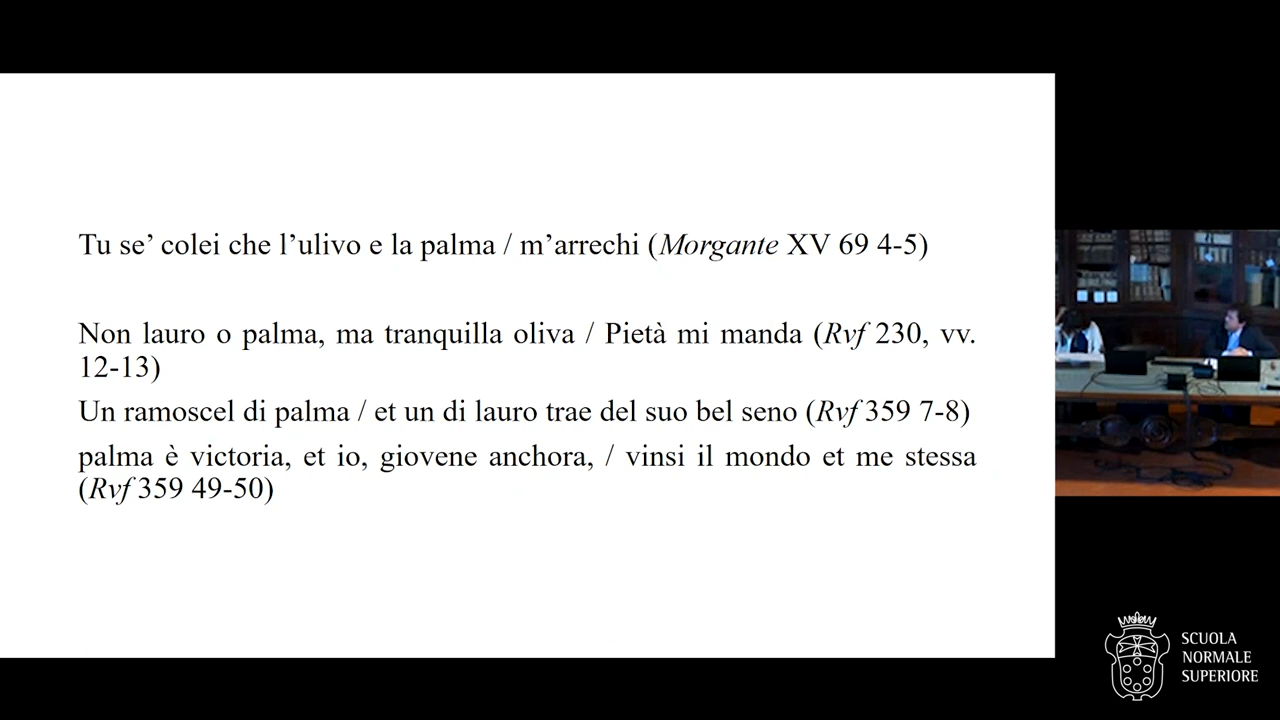 Tu se’ colei che l’ulivo e la palma / m’arrechi (Morgante XV 69 4-5)
Non lauro o palma, ma tranquilla oliva / Pietà mi manda (Rvf 230, vv.
12-13)
Un ramoscel di palma / et un di lauro trae del suo bel seno (Rvf 359 7-8)
palma è victoria, et io, giovene anchora, / vinsi il mondo et me stessa
(Rvf 359 49-50)
SCUOLA
NORMALE
SUPERIORE